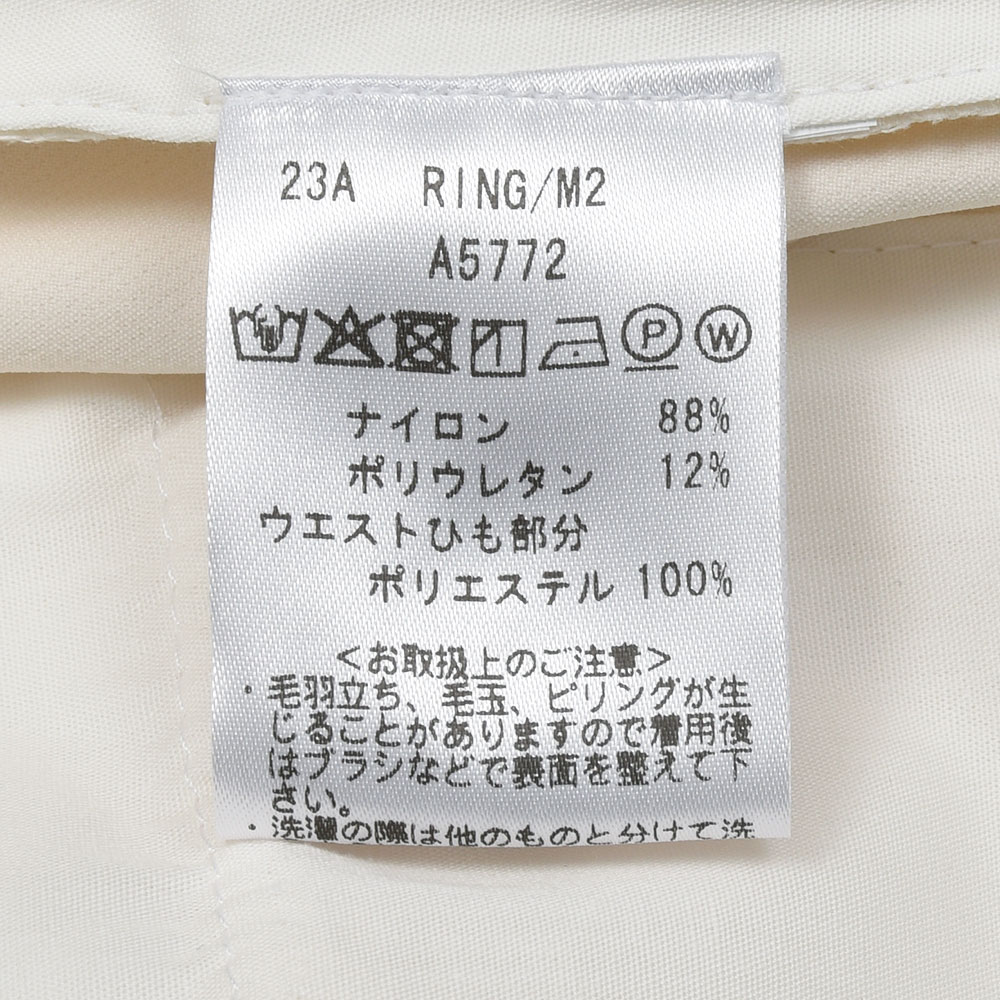 23A RING/M2
A5772
P W
ナイロン 88%
ポリウレタン 12%
ウエストひも部分
ポリエステル 100%
<お取扱上のご注意>
・毛羽立ち、毛玉、ピリングが生
じることがありますので着用後
はブラシなどで表面を整えて下
さい。
・洗濯の際は他のものと分けて洗